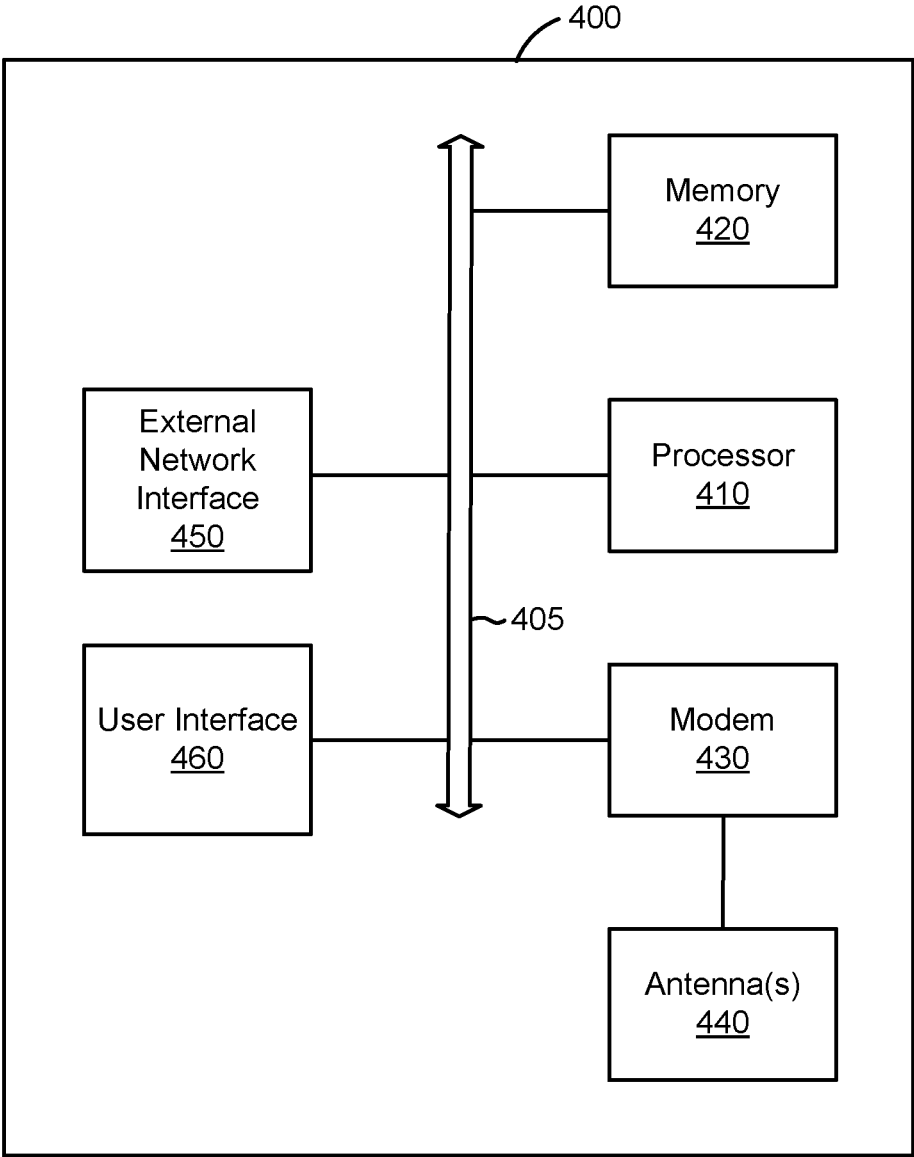 400
Memory
420
External
Network
Interface
450
Processor
410
405
User Interface
460
Modem
430
Antenna(s)
440